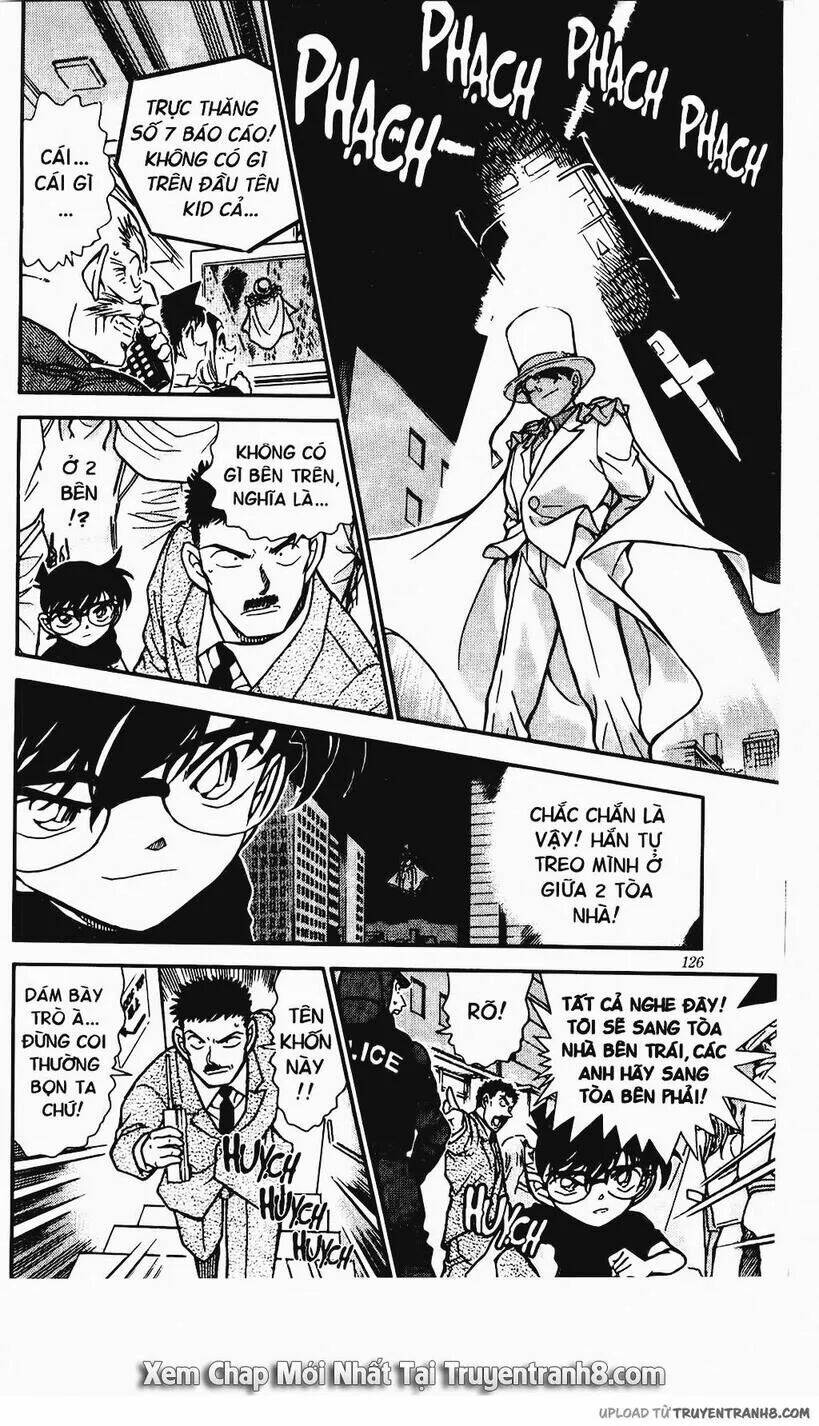 PHẠCH
PHẠCH
PHẠCH
PHẠCH
TRỰC THĂNG
SỐ 7 BÁO CÁO!
KHÔNG CÓ GÌ
TRÊN ĐẦU TÊN
KID CẢ...
CÁI...
CÁI GÌ
...
KHÔNG CÓ
GÌ BÊN TRÊN,
NGHĨA LÀ...
Ở 2
BÊN
!?
CHẮC CHẮN LÀ
VẬY! HẮN TỰ
TREO MÌNH Ở
GIỮA 2 TÒA
NHÀ!
126
TẤT CẢ NGHE ĐÂY!
TÔI SẼ SANG TÒA
NHÀ BÊN TRÁI, CÁC
ANH HÃY SANG
TÒA BÊN PHẢI!
RÕ!
LICE
HUỴCH
TÊN
KHỐN
NÀY
!!
DÁM BÀY
TRÒ À...
ĐỪNG COI
THƯỜNG
BỌN TA
CHỨ!
HUỴCH
HUỴCH
HUỴCH
Xem Chap Mới Nhất Tại Truyentranh8.com
UPLOAD TỪ TRUYENTRANH8.COM